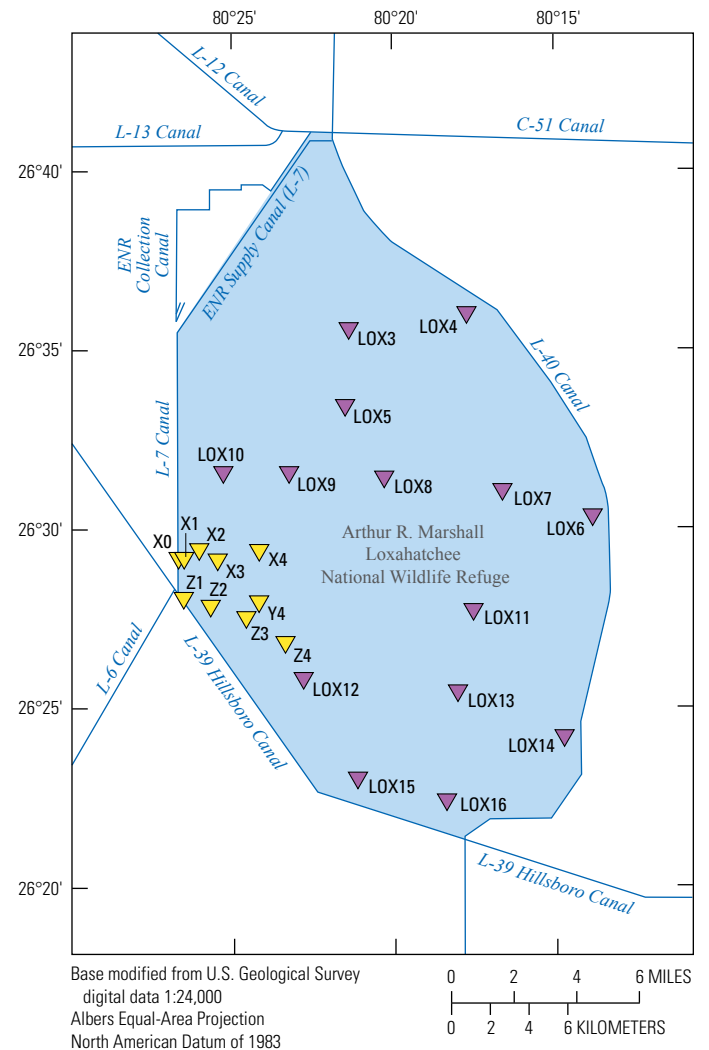 80°25'
80°20'
80°15'
L-12 Canal
L-13 Canal
C-51 Canal
26°40'
ENR Supply Canal (L-7)
ENR
Collection
Canal
LOX4
LOX3
26°35'
L-40 Canal
LOX5
L-7 Canal
LOX10
LOX9
LOX8
LOX7
LOX6
26°30'
X1
X0
X2
X3
X4
Arthur R. Marshall
Loxahatchee
National Wildlife Refuge
Z1
Z2
Y4
Z3
Z4
LOX11
L-6 Canal
L-39 Hillsboro Canal
LOX12
LOX13
26°25'
LOX14
LOX15
LOX16
L-39 Hillsboro Canal
26°20'
Base modified from U.S. Geological Survey
digital data 1:24,000
Albers Equal-Area Projection
North American Datum of 1983
0 2 4 6 MILES
0 2 4 6 KILOMETERS